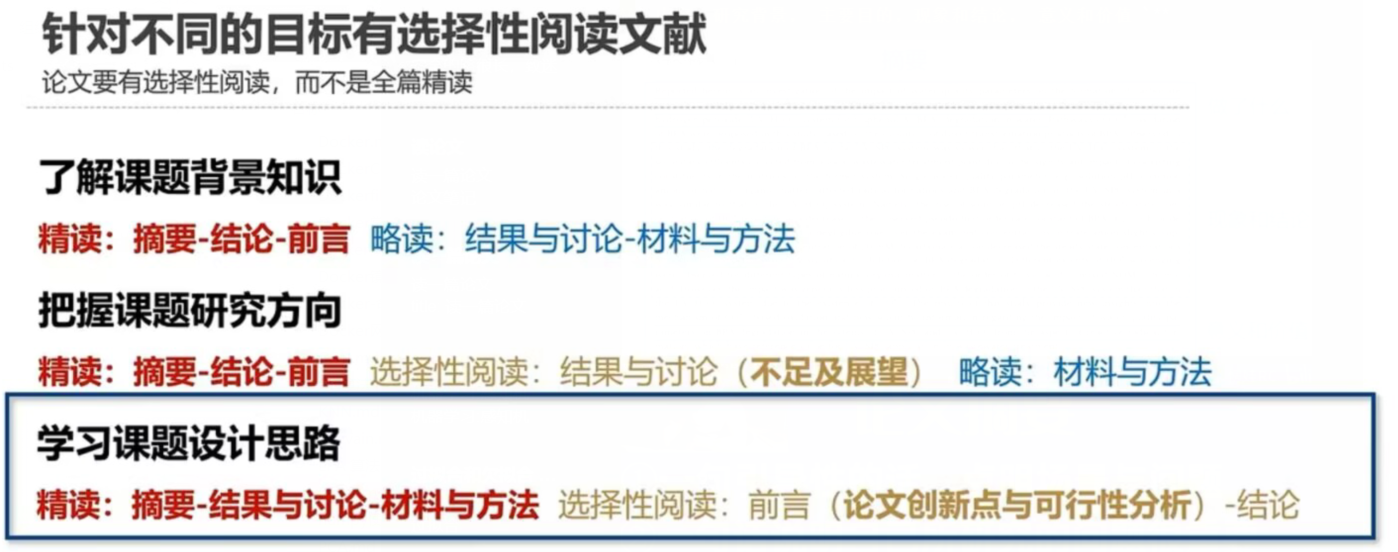 针对不同的目标有选择性阅读文献
论文要有选择性阅读，而不是全篇精读
了解课题背景知识
精读：摘要-结论-前言 略读：结果与讨论-材料与方法
把握课题研究方向
精读：摘要-结论-前言 选择性阅读：结果与讨论（不足及展望） 略读：材料与方法
学习课题设计思路
精读：摘要-结果与讨论-材料与方法 选择性阅读：前言（论文创新点与可行性分析）-结论